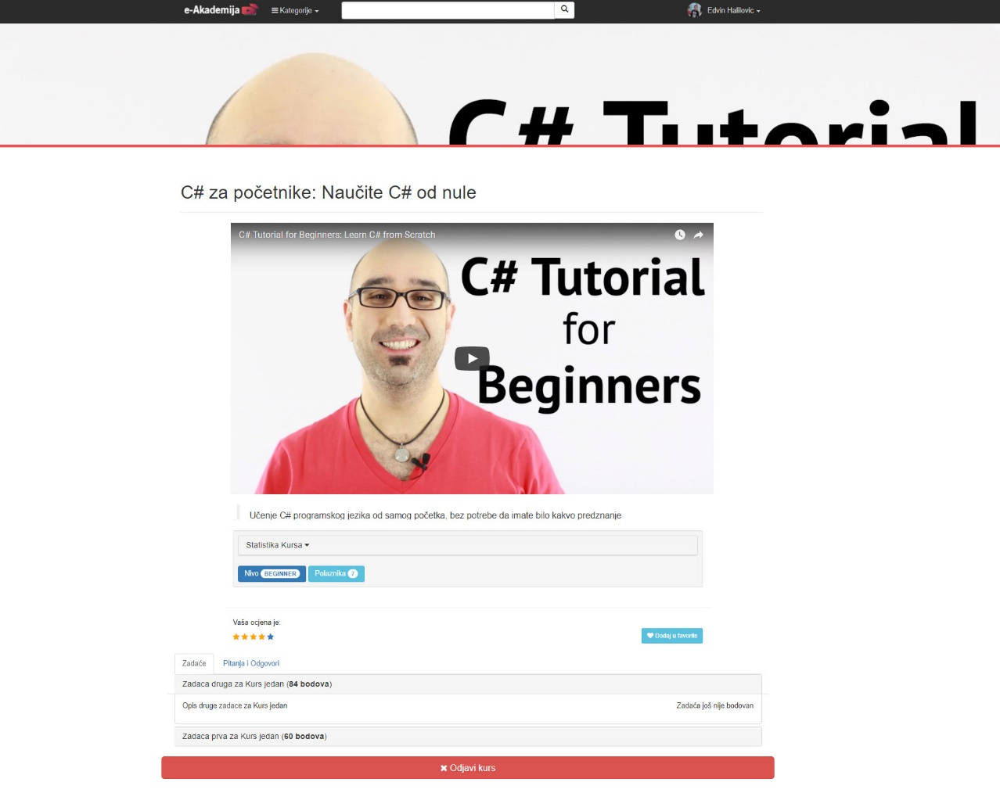 e-Akademija
Kategorije
Edvin Halilovic
C# Tutorial
C# za početnike: Naučite C# od nule
C# Tutorial for Beginners: Learn C# from Scratch
C# Tutorial
for
Beginners
Učenje C# programskog jezika od samog početka, bez potrebe da imate bilo kakvo predznanje
Statistika Kursa
Nivo BEGINNER Polaznika 7
Vaša ocjena je:
Dodaj u favorite
Zadaće Pitanja i Odgovori
Zadaca druga za Kurs jedan (84 bodova)
Opis druge zadace za Kurs jedan Zadaća još nije bodovan
Zadaca prva za Kurs jedan (60 bodova)
Odjavi kurs